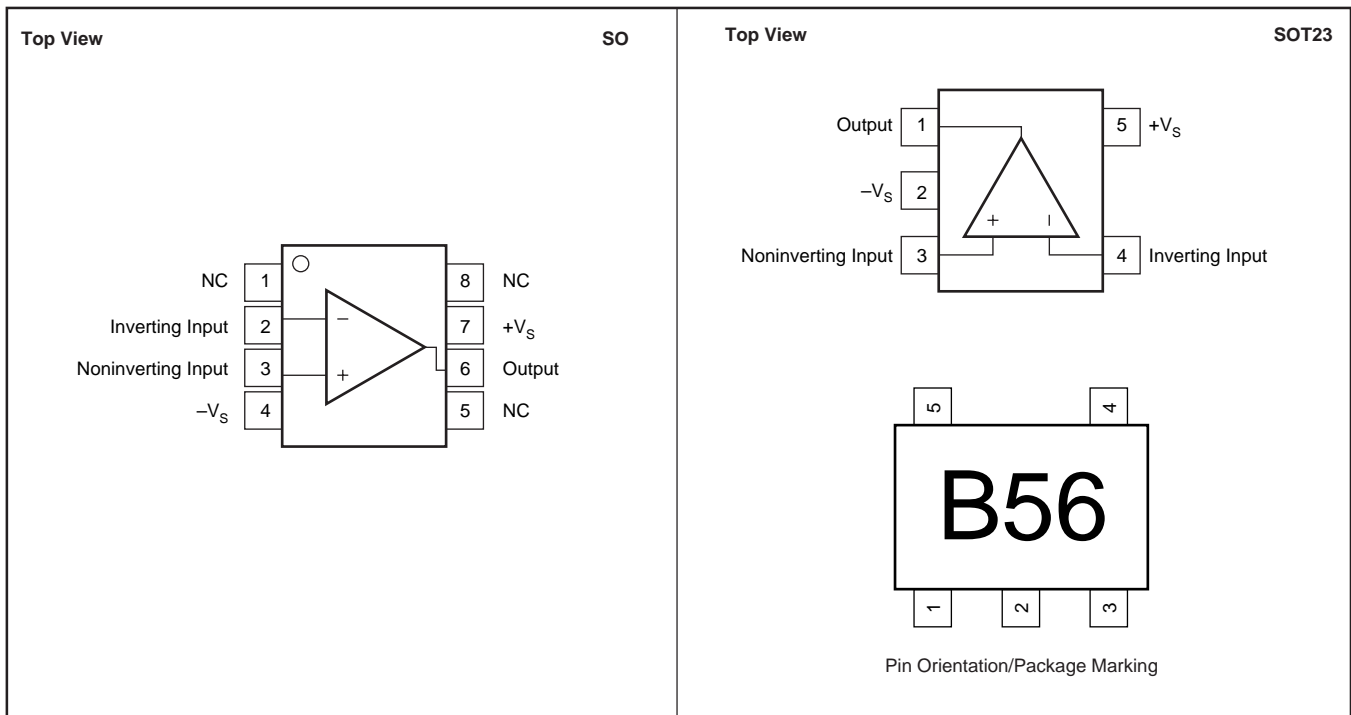 Top View SO
NC 1 8 NC
Inverting Input 2 − 7 +VS
Noninverting Input 3 + 6 Output
–VS 4 5 NC
Top View SOT23
Output 1 5 +VS
–VS 2
+ −
Noninverting Input 3 4 Inverting Input
5 4
B56
1 2 3
Pin Orientation/Package Marking